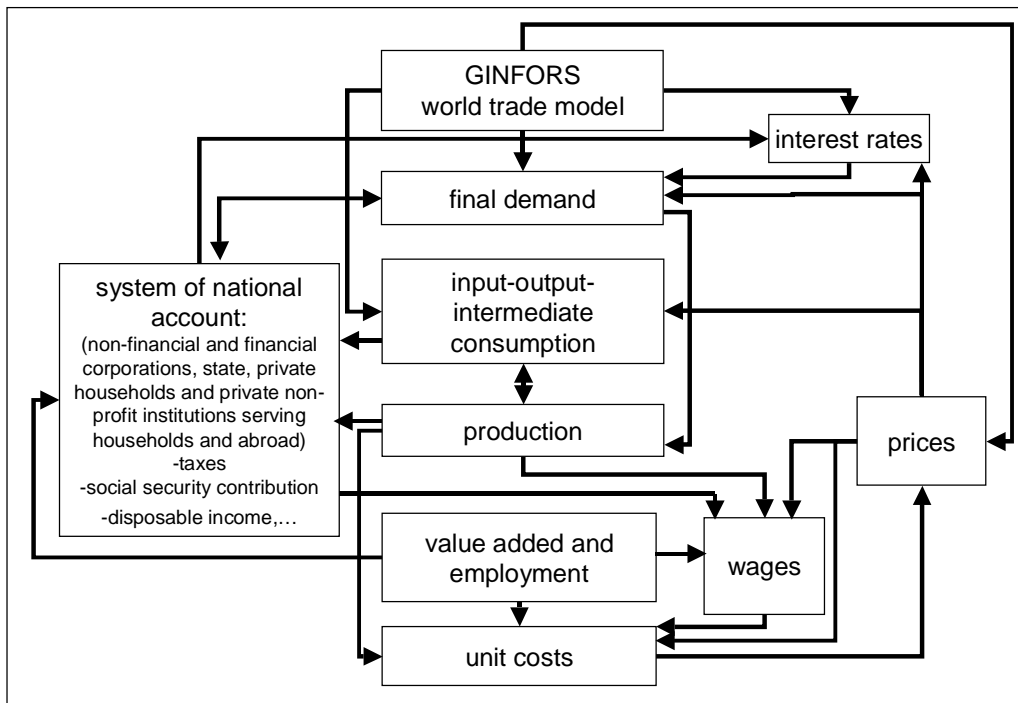 GINFORS
world trade model
interest rates
final demand
system of national
account:
(non-financial and financial
corporations, state, private
households and private non-
profit institutions serving
households and abroad)
-taxes
-social security contribution
-disposable income,…
input-output-
intermediate
consumption
production
prices
value added and
employment
wages
unit costs